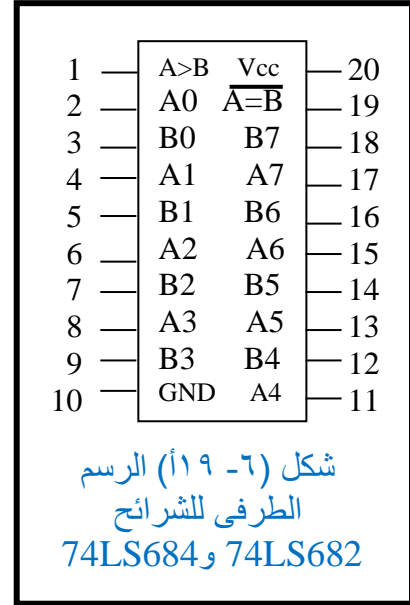 1 A>B Vcc 20
2 A0 A̅=̅B̅ 19
3 B0 B7 18
4 A1 A7 17
5 B1 B6 16
6 A2 A6 15
7 B2 B5 14
8 A3 A5 13
9 B3 B4 12
10 GND A4 11
شكل (٦- ١٩أ) الرسم
الطرفى للشرائح
74LS682 و74LS684